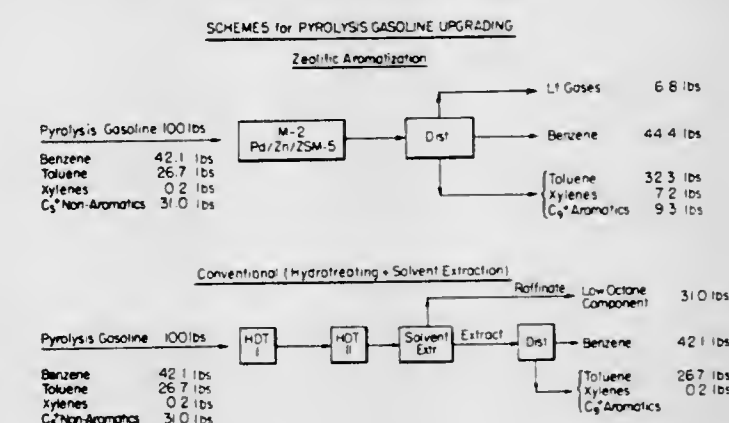 SCHEMES for PYROLYSIS GASOLINE UPGRADING
Zeolitic Aromatization
Pyrolysis Gasoline 100 lbs
Benzene 42.1 lbs
Toluene 26.7 lbs
Xylenes 0.2 lbs
C5+ Non-Aromatics 31.0 lbs
M-2
Pd/Zn/ZSM-5
Dist
Lt Gases 6.8 lbs
Benzene 44.4 lbs
Toluene 32.3 lbs
Xylenes 7.2 lbs
C9+ Aromatics 9.3 lbs
Conventional (Hydrotreating + Solvent Extraction)
Pyrolysis Gasoline 100 lbs
Benzene 42.1 lbs
Toluene 26.7 lbs
Xylenes 0.2 lbs
C5+ Non-Aromatics 31.0 lbs
HDT
I
HDT
II
Solvent
Extr
Raffinate
Extract
Dist
Low Octane
Component 31.0 lbs
Benzene 42.1 lbs
Toluene 26.7 lbs
Xylenes 0.2 lbs
C9+ Aromatics